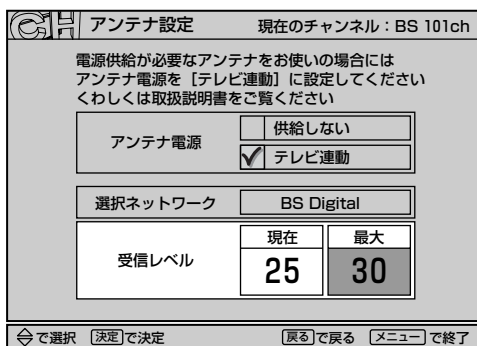 CH アンテナ設定 現在のチャンネル：BS 101ch
電源供給が必要なアンテナをお使いの場合には
アンテナ電源を［テレビ連動］に設定してください
くわしくは取扱説明書をご覧ください
アンテナ電源
供給しない
テレビ連動
選択ネットワーク BS Digital
受信レベル
現在 最大
25 30
で選択 決定で決定 戻るで戻る メニューで終了